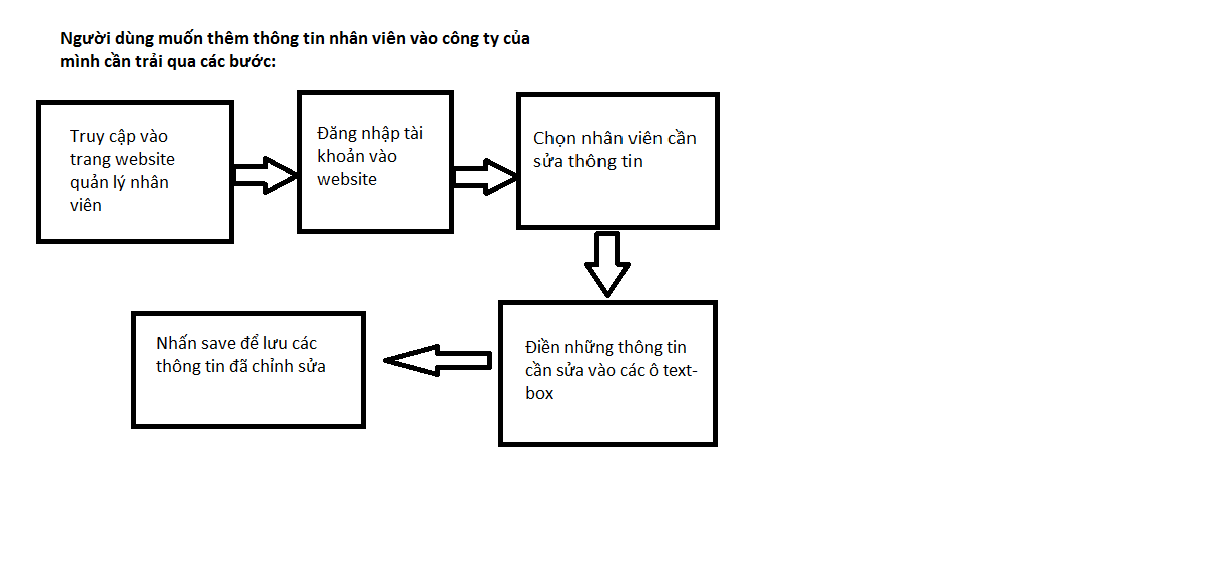 Người dùng muốn thêm thông tin nhân viên vào công ty của
mình cần trải qua các bước:
Truy cập vào
trang website
quản lý nhân
viên
Đăng nhập tài
khoản vào
website
Chọn nhân viên cần
sửa thông tin
Điền những thông tin
cần sửa vào các ô text-
box
Nhấn save để lưu các
thông tin đã chỉnh sửa